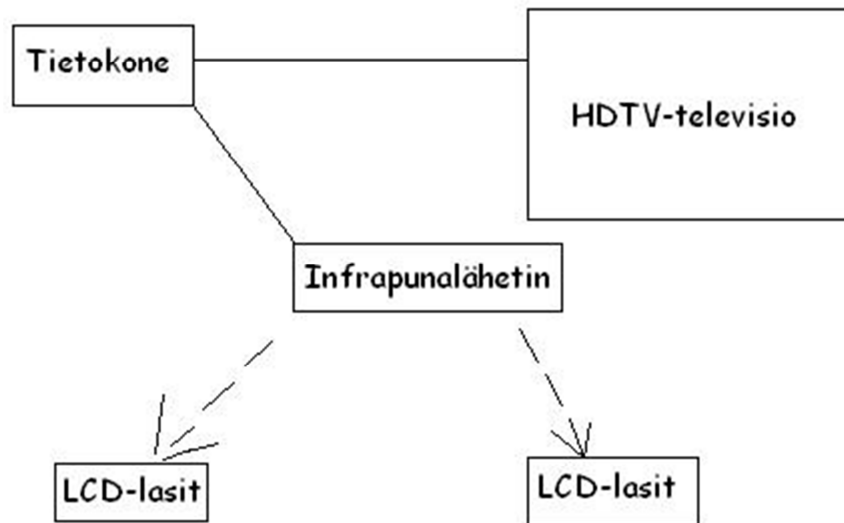 Tietokone
HDTV-televisio
Infrapunalähetin
LCD-lasit
LCD-lasit